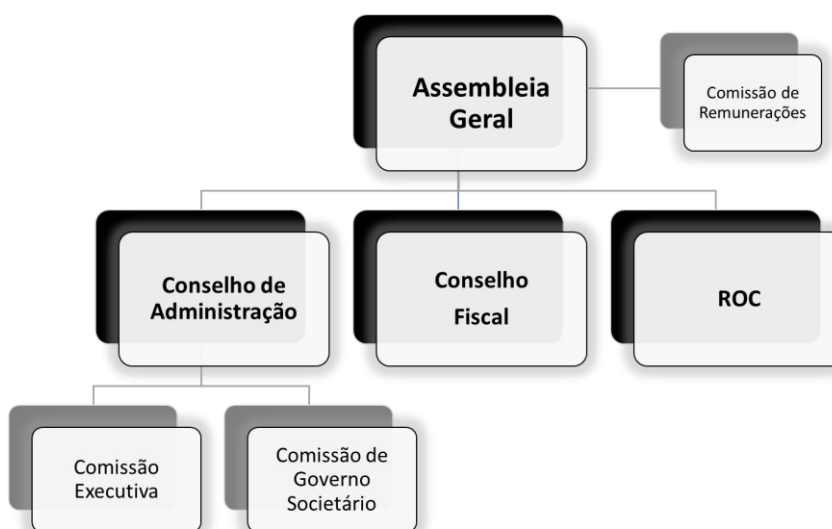 Assembleia
Geral
Comissão de
Remunerações
Conselho de
Administração
Conselho
Fiscal
ROC
Comissão
Executiva
Comissão de
Governo
Societário